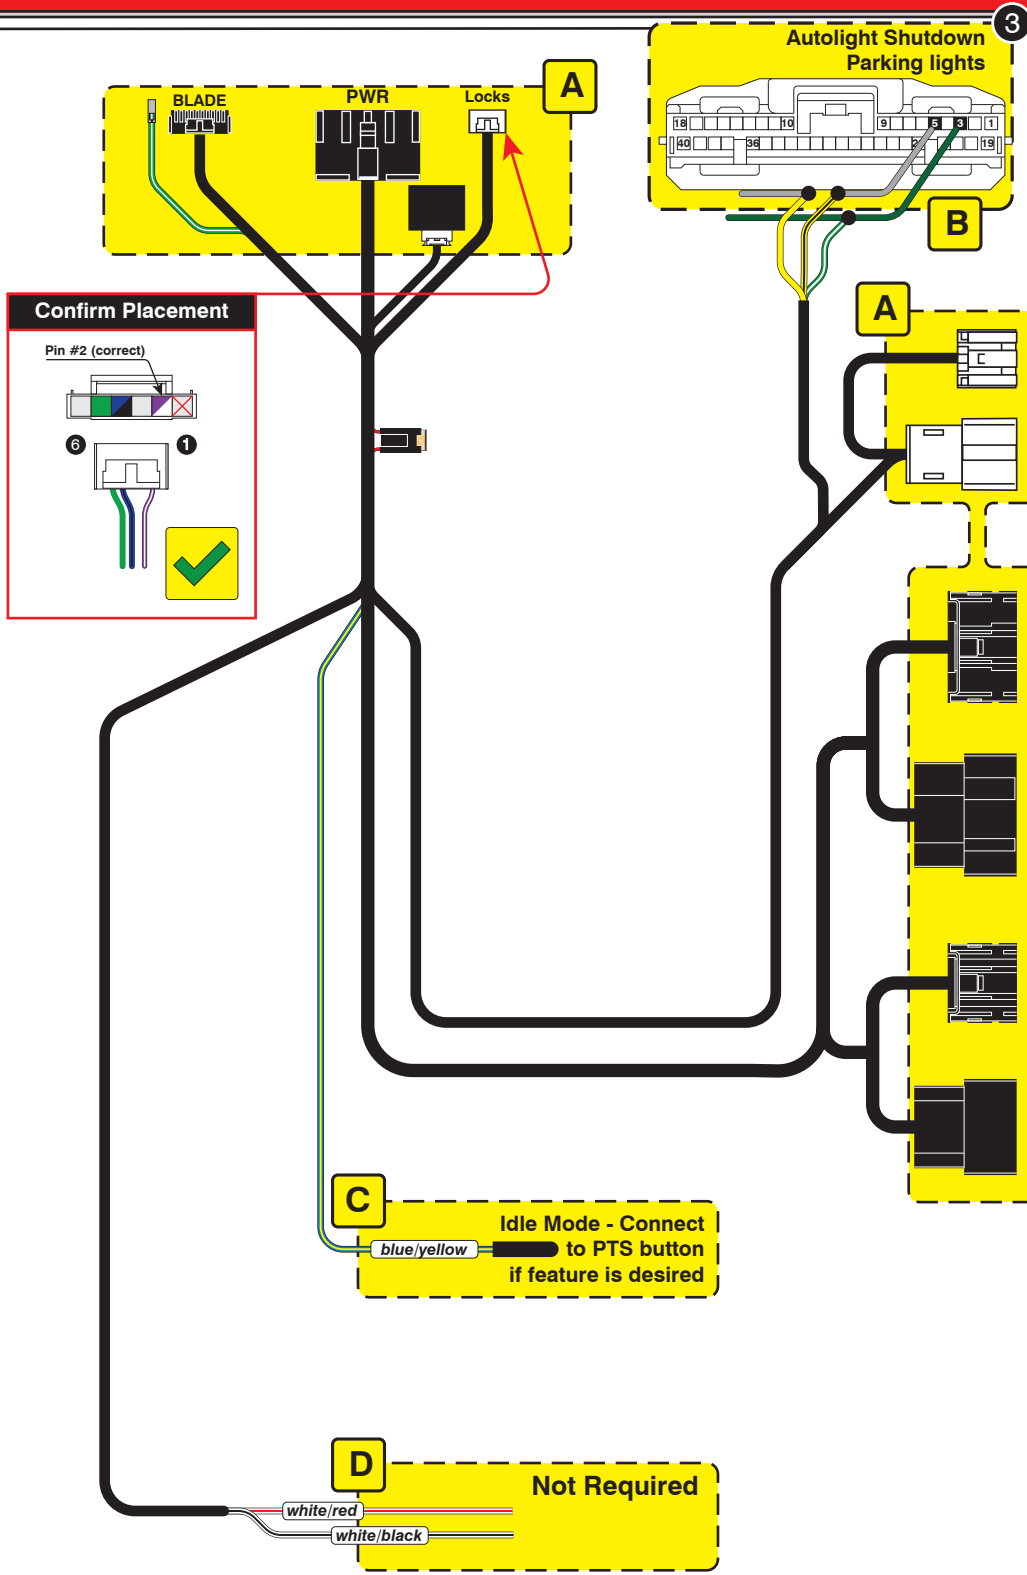 3
Autolight Shutdown
Parking lights
A
BLADE
PWR
Locks
18
10
9
5
3
1
40
36
19
B
Confirm Placement
Pin #2 (correct)
6
1
A
C
Idle Mode - Connect
to PTS button
if feature is desired
blue/yellow
D
Not Required
white/red
white/black